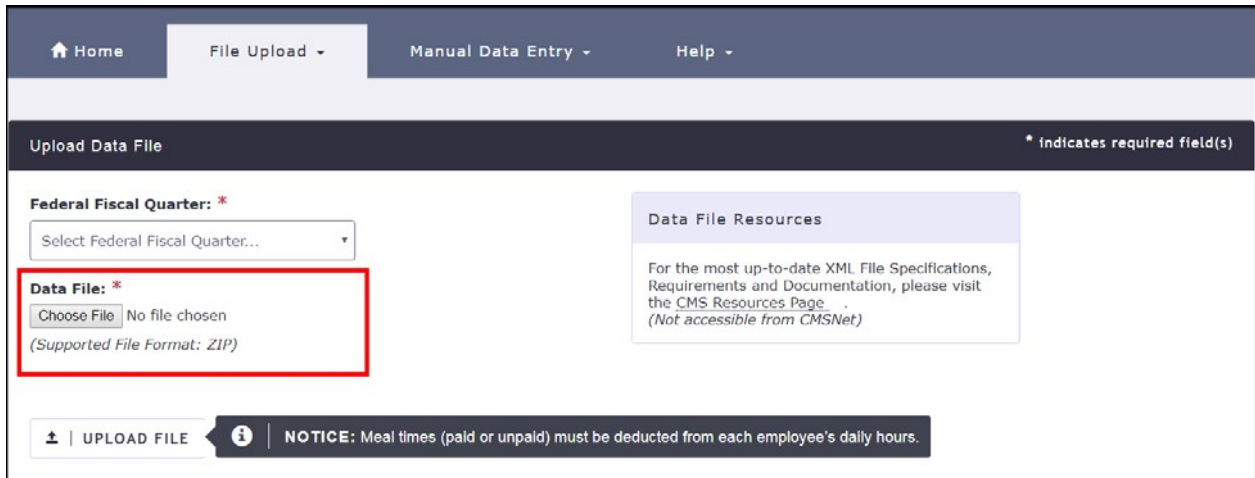 Home File Upload Manual Data Entry Help
Upload Data File * indicates required field(s)
Federal Fiscal Quarter: *
Select Federal Fiscal Quarter...
Data File: *
Choose File No file chosen
(Supported File Format: ZIP)
Data File Resources
For the most up-to-date XML File Specifications,
Requirements and Documentation, please visit
the CMS Resources Page .
(Not accessible from CMSNet)
UPLOAD FILE NOTICE: Meal times (paid or unpaid) must be deducted from each employee's daily hours.